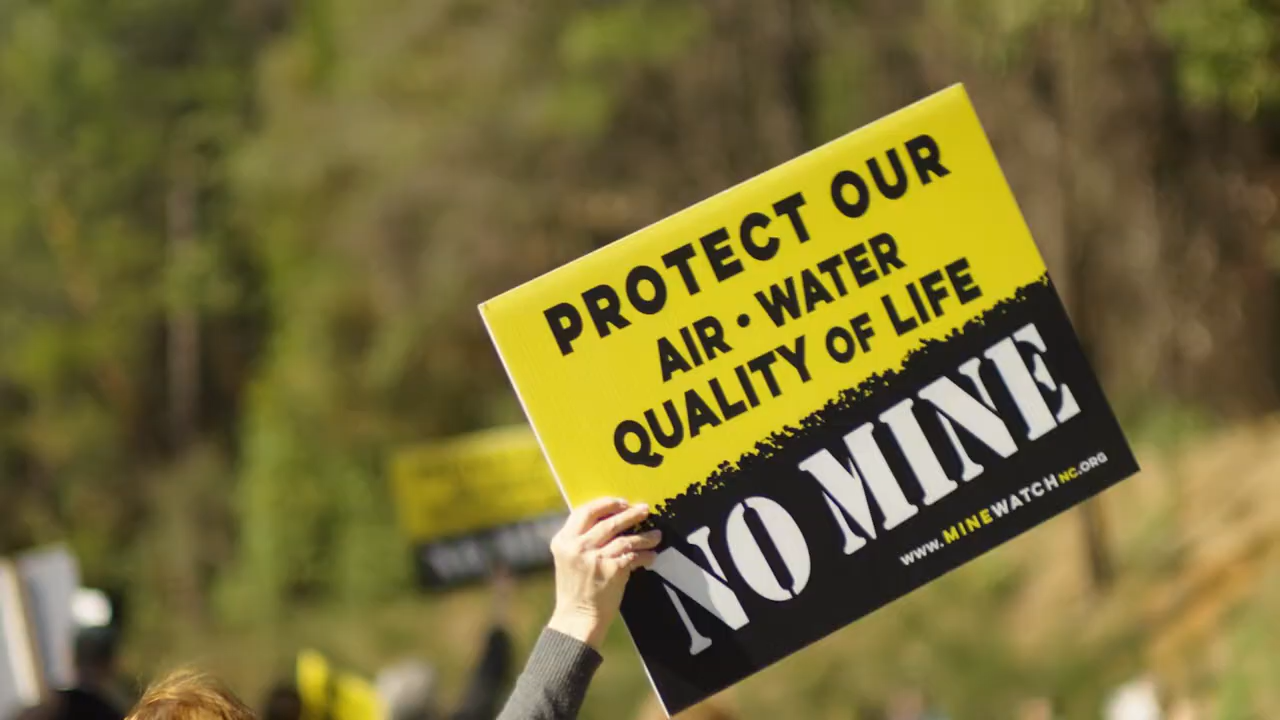 PROTECT OUR
AIR • WATER
QUALITY OF LIFE
NO MINE
www.MINEWATCHNC.ORG